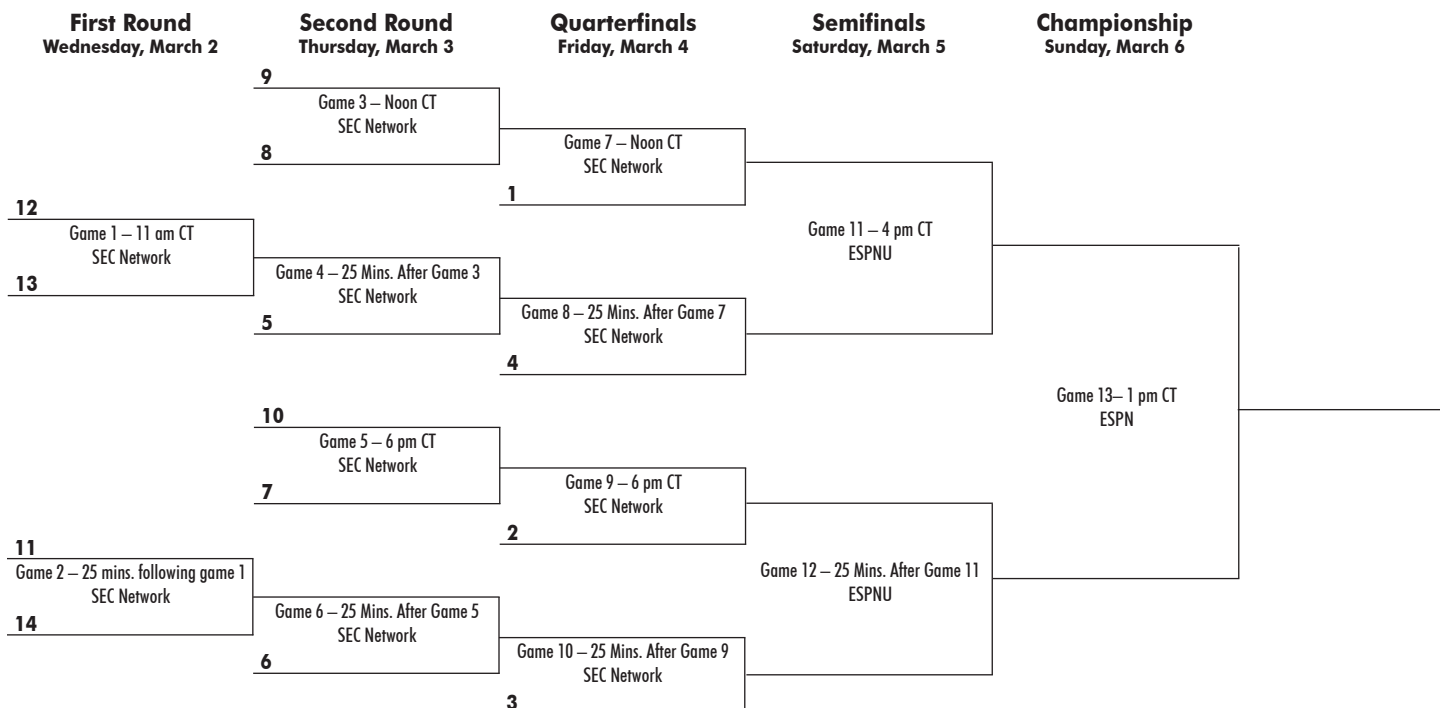 First Round
Wednesday, March 2
Second Round
Thursday, March 3
Quarterfinals
Friday, March 4
Semifinals
Saturday, March 5
Championship
Sunday, March 6
9
Game 3 – Noon CT
SEC Network
8
Game 7 – Noon CT
SEC Network
1
12
Game 1 – 11 am CT
SEC Network
13
Game 4 – 25 Mins. After Game 3
SEC Network
5
Game 8 – 25 Mins. After Game 7
SEC Network
4
Game 11 – 4 pm CT
ESPNU
Game 13– 1 pm CT
ESPN
10
Game 5 – 6 pm CT
SEC Network
7
Game 9 – 6 pm CT
SEC Network
2
11
Game 2 – 25 mins. following game 1
SEC Network
14
Game 6 – 25 Mins. After Game 5
SEC Network
6
Game 10 – 25 Mins. After Game 9
SEC Network
3
Game 12 – 25 Mins. After Game 11
ESPNU